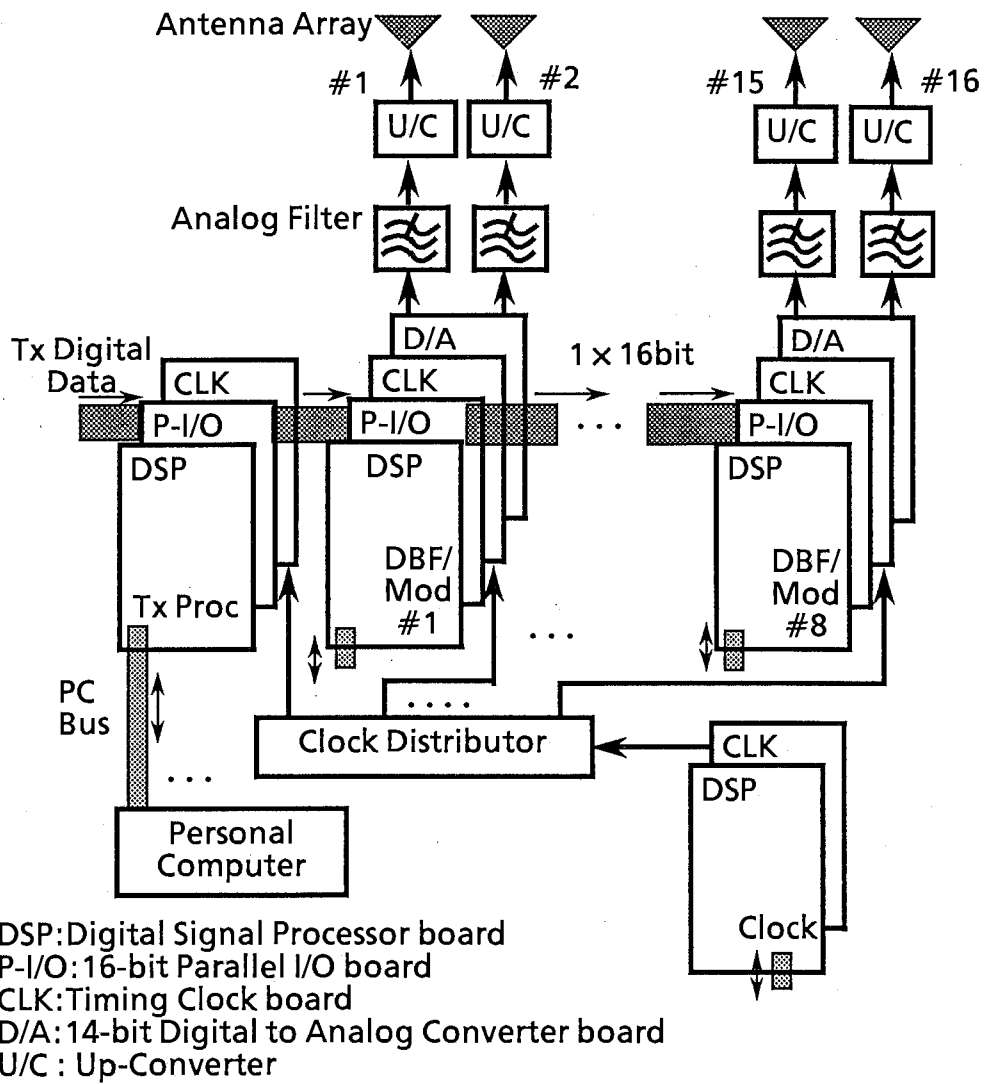 Antenna Array
#1
#2
#15
#16
U/C
U/C
U/C
U/C
Analog Filter
Tx Digital
Data
D/A
CLK
P-I/O
DSP
Tx Proc
CLK
P-I/O
DSP
DBF/
Mod
#1
1 × 16bit
. . .
D/A
CLK
P-I/O
DSP
DBF/
Mod
#8
. . .
PC
Bus
. . .
. . . .
Clock Distributor
CLK
DSP
Clock
Personal
Computer
DSP:Digital Signal Processor board
P-I/O:16-bit Parallel I/O board
CLK:Timing Clock board
D/A:14-bit Digital to Analog Converter board
U/C : Up-Converter